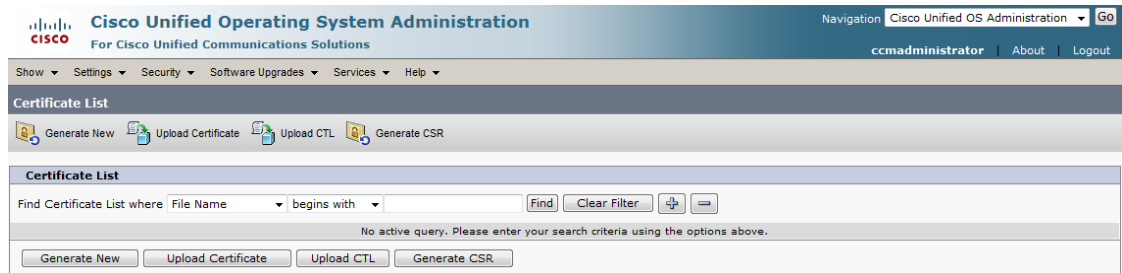 Cisco Unified Operating System Administration
Navigation Cisco Unified OS Administration Go
CISCO
For Cisco Unified Communications Solutions
ccmadministrator About Logout
Show Settings Security Software Upgrades Services Help
Certificate List
Generate New Upload Certificate Upload CTL Generate CSR
Certificate List
Find Certificate List where File Name begins with Find Clear Filter
No active query. Please enter your search criteria using the options above.
Generate New Upload Certificate Upload CTL Generate CSR